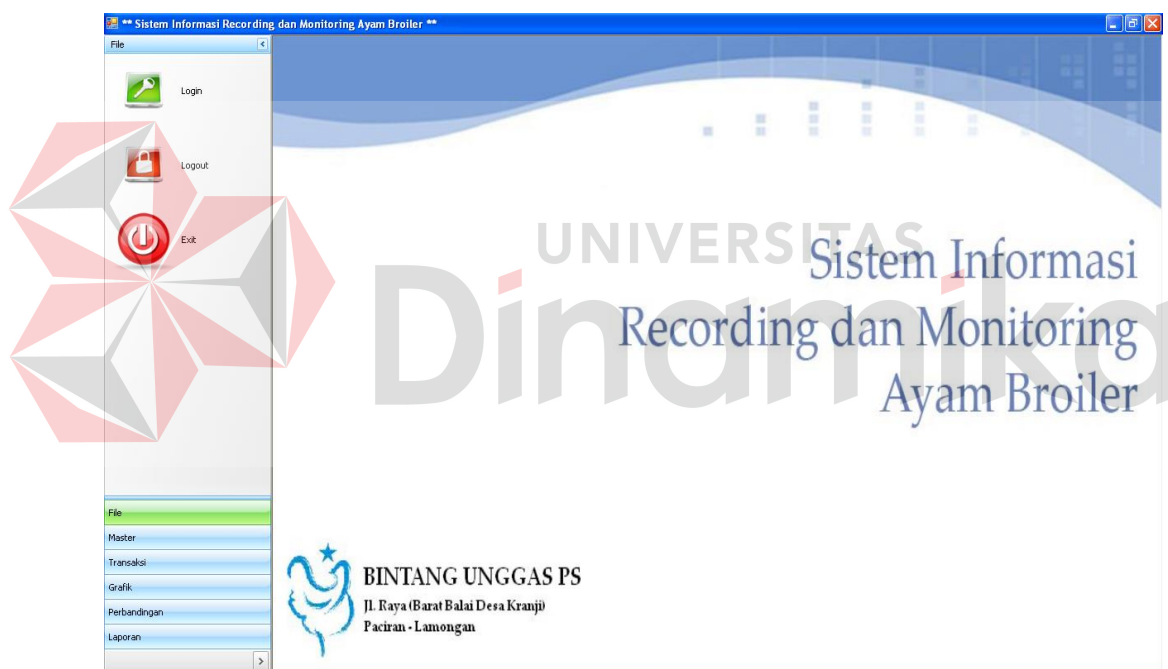 ** Sistem Informasi Recording dan Monitoring Ayam Broiler **
File
Login
Logout
Exit
UNIVERSITAS
Dinamika
Sistem Informasi
Recording dan Monitoring
Ayam Broiler
File
Master
Transaksi
Grafik
Perbandingan
Laporan
BINTANG UNGGAS PS
Jl. Raya (Barat Balai Desa Kranji)
Paciran - Lamongan